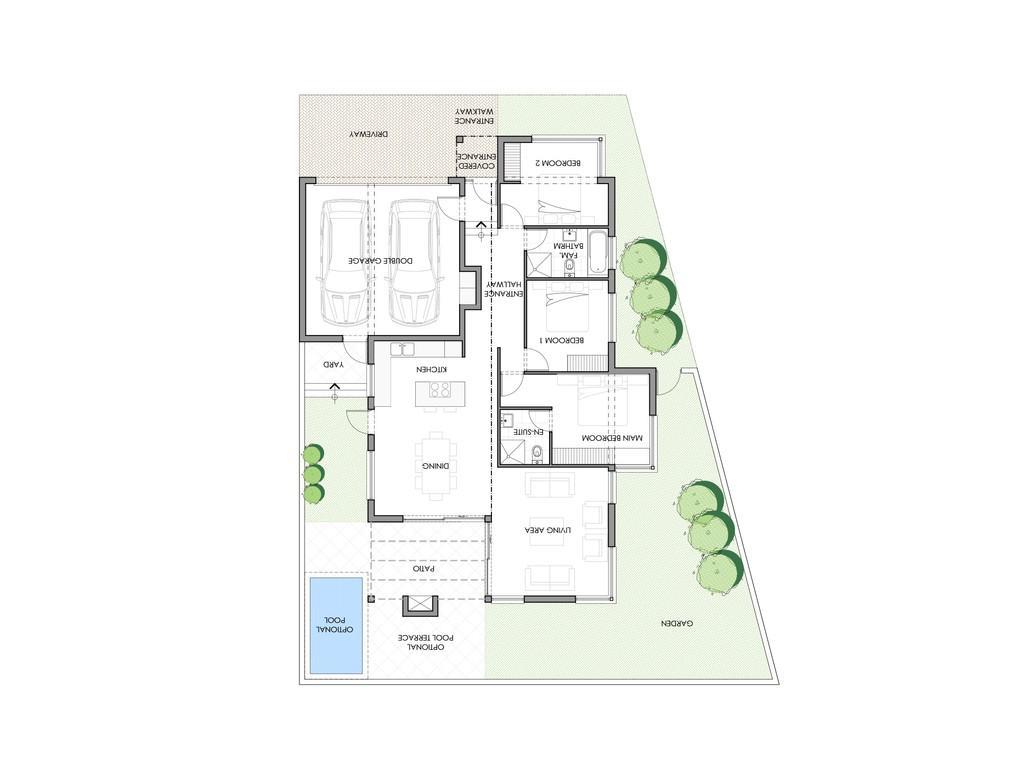 GARDEN
OPTIONAL
POOL TERRACE
OPTIONAL
POOL
PATIO
LIVING AREA
DINING
MAIN BEDROOM
EN-SUITE
KITCHEN
YARD
BEDROOM 1
ENTRANCE
HALLWAY
DOUBLE GARAGE
FAM.
BATHRM
BEDROOM 2
COVERED
ENTRANCE
DRIVEWAY
ENTRANCE
WALKWAY